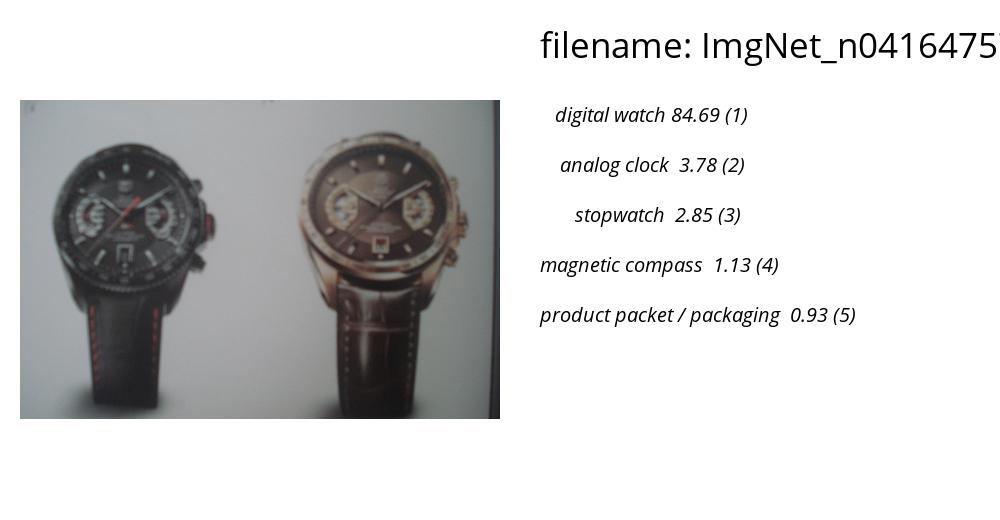 filename: ImgNet_n0416475
digital watch 84.69 (1)
analog clock 3.78 (2)
stopwatch 2.85 (3)
magnetic compass 1.13 (4)
product packet / packaging 0.93 (5)